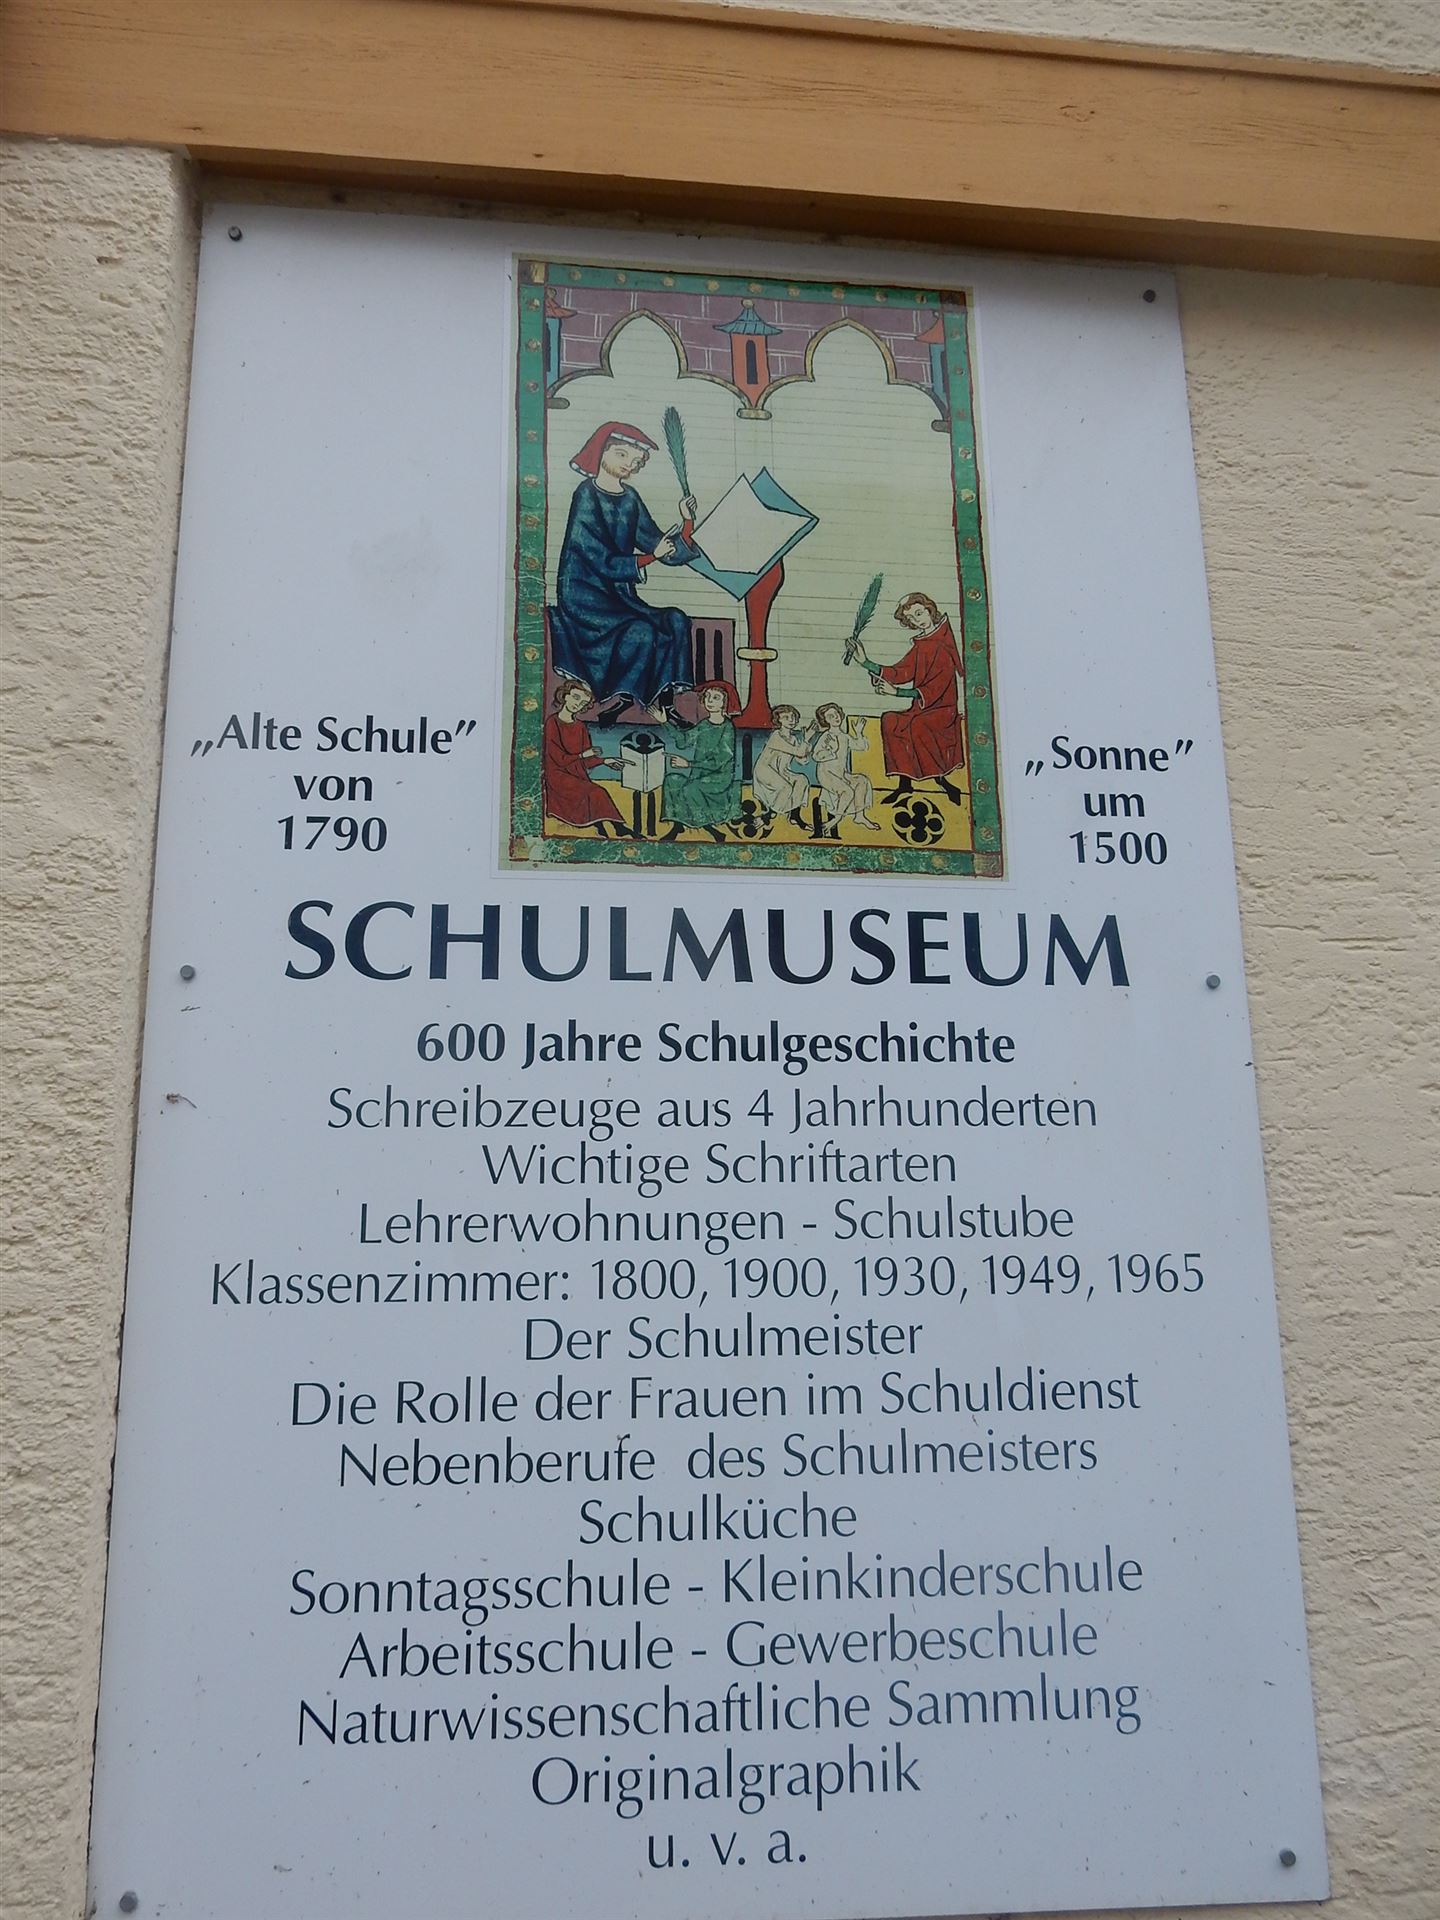 „Alte Schule”
von
1790
„Sonne”
um
1500
SCHULMUSEUM
600 Jahre Schulgeschichte
Schreibzeuge aus 4 Jahrhunderten
Wichtige Schriftarten
Lehrerwohnungen - Schulstube
Klassenzimmer: 1800, 1900, 1930, 1949, 1965
Der Schulmeister
Die Rolle der Frauen im Schuldienst
Nebenberufe des Schulmeisters
Schulküche
Sonntagsschule - Kleinkinderschule
Arbeitsschule - Gewerbeschule
Naturwissenschaftliche Sammlung
Originalgraphik
u. v. a.